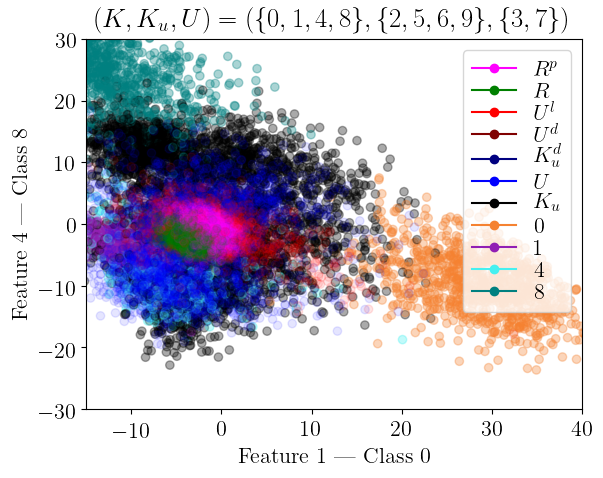 (K, K_u, U) = ({0, 1, 4, 8}, {2, 5, 6, 9}, {3, 7})
R^p
R
U^l
U^d
K_u^d
U
K_u
0
1
4
8
30
20
10
0
−10
−20
−30
Feature 4 — Class 8
−10 0 10 20 30 40
Feature 1 — Class 0